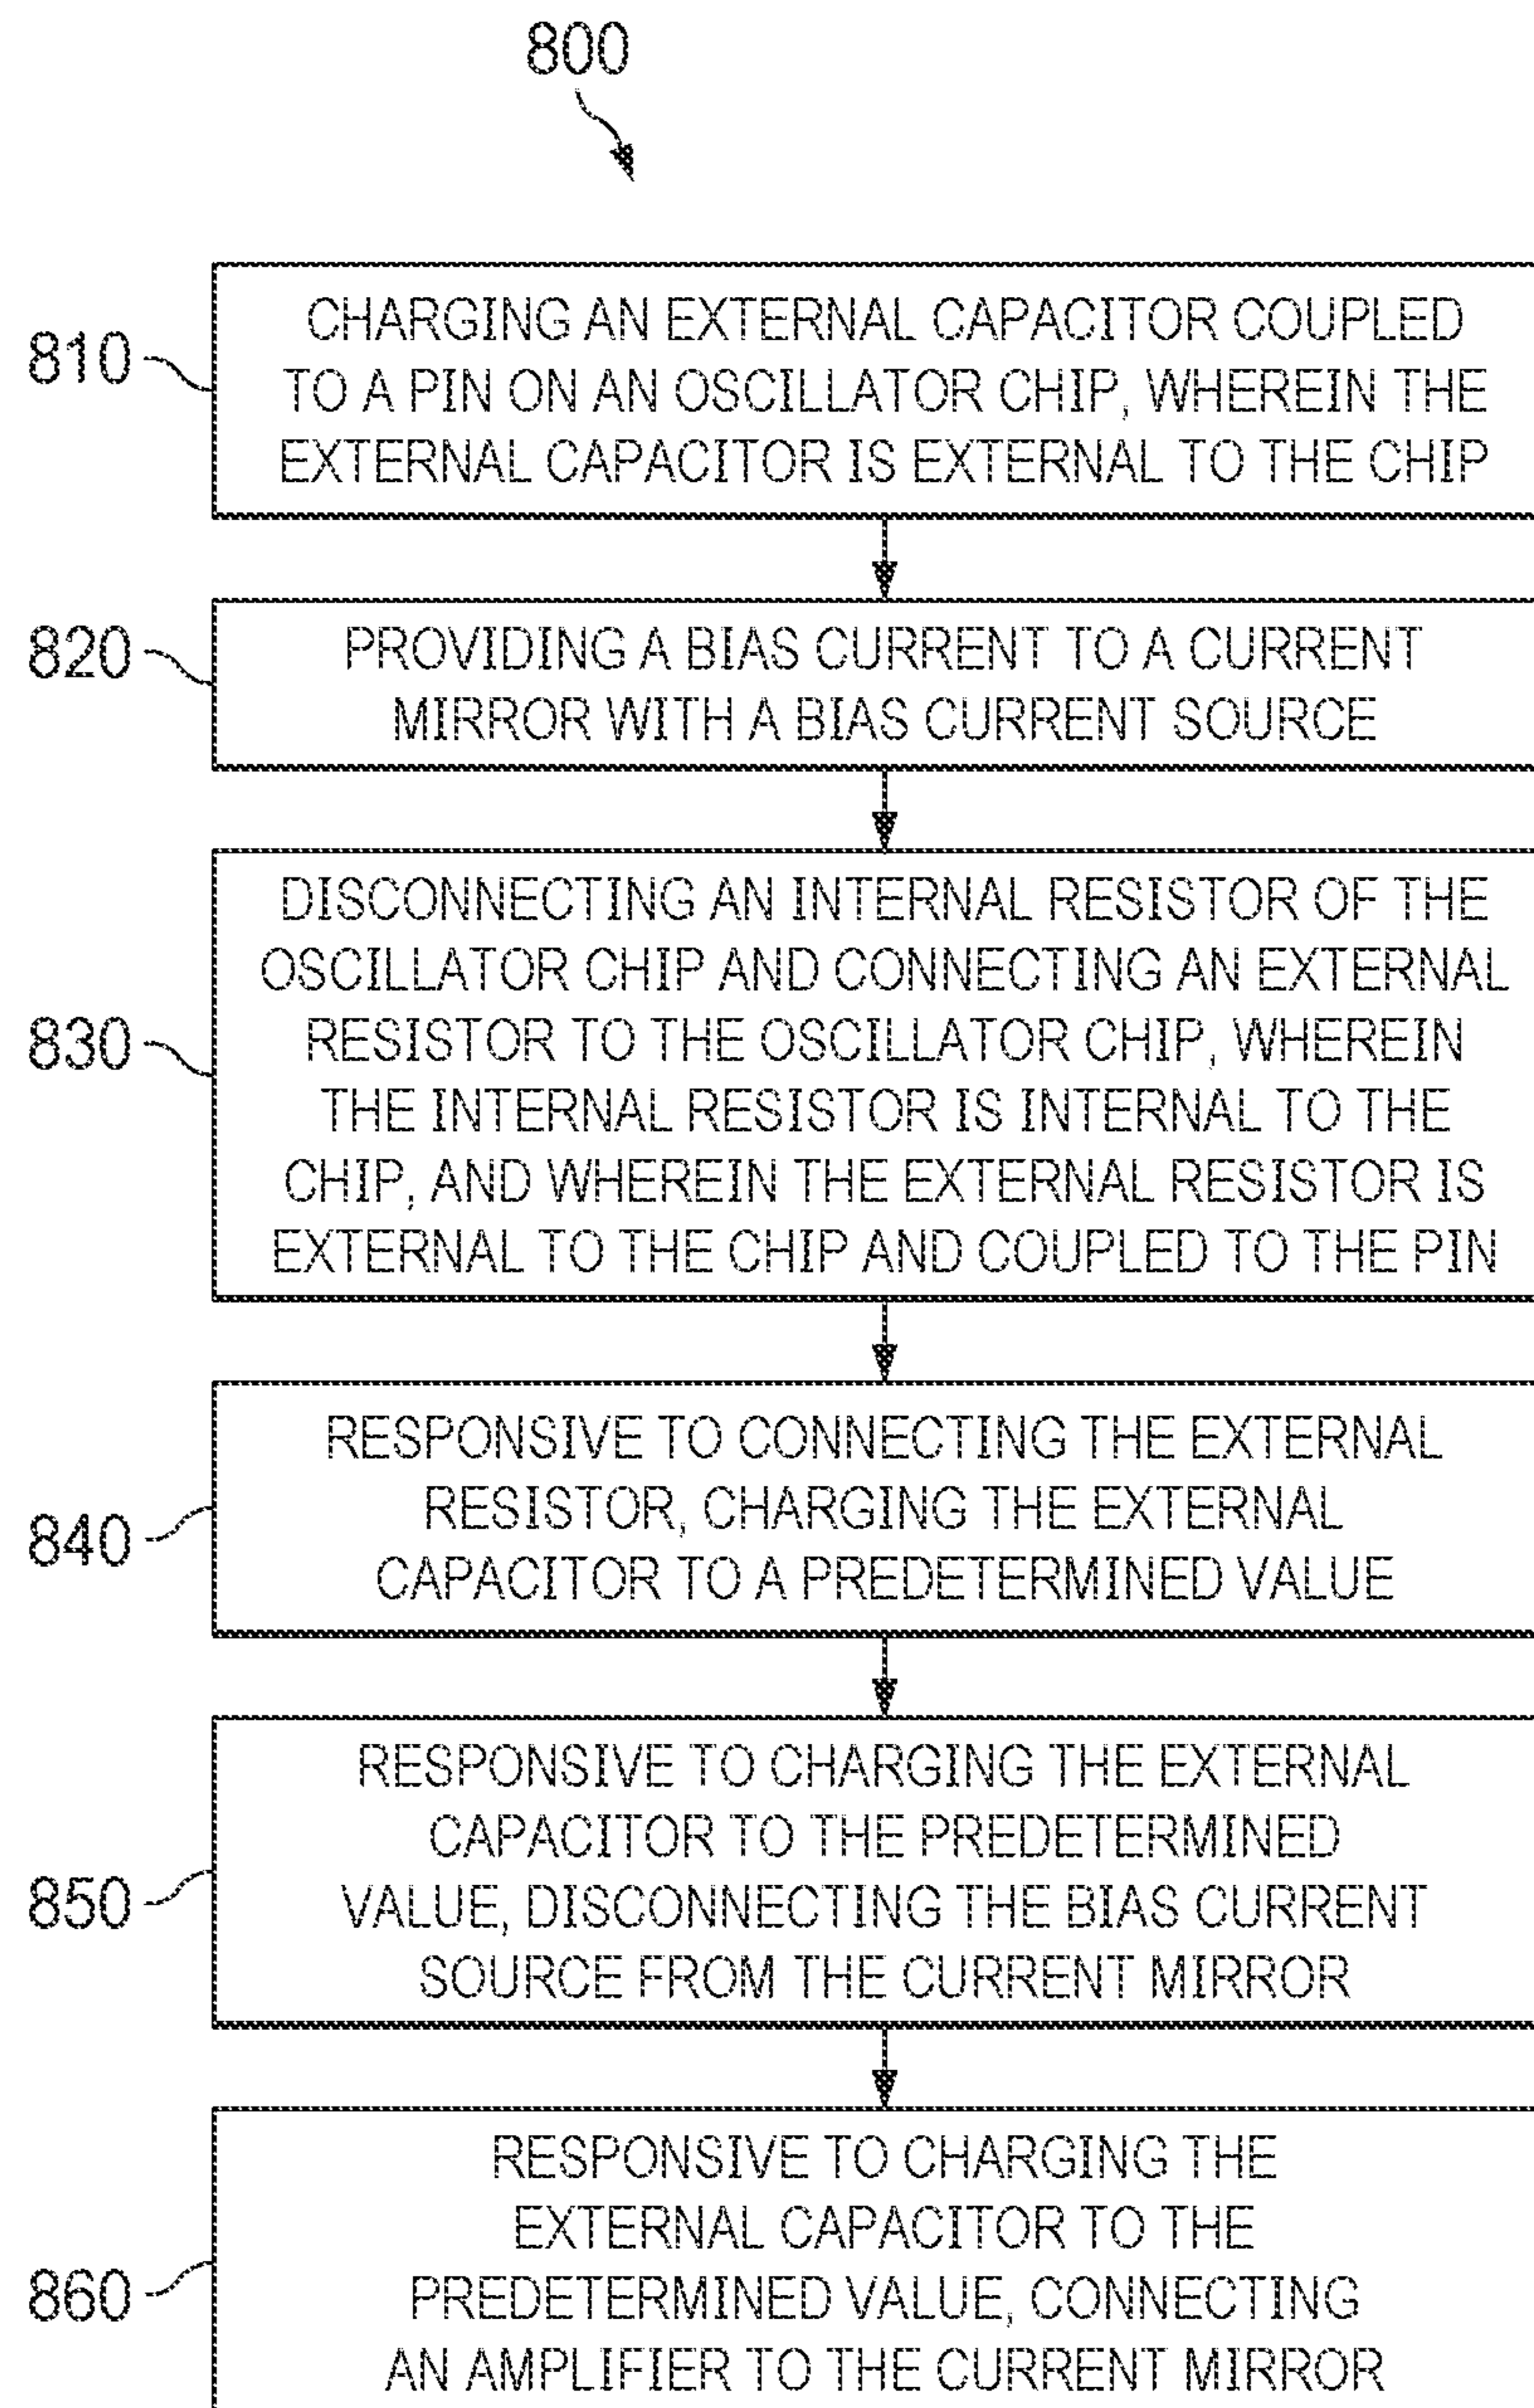 800
810
CHARGING AN EXTERNAL CAPACITOR COUPLED
TO A PIN ON AN OSCILLATOR CHIP, WHEREIN THE
EXTERNAL CAPACITOR IS EXTERNAL TO THE CHIP
820
PROVIDING A BIAS CURRENT TO A CURRENT
MIRROR WITH A BIAS CURRENT SOURCE
830
DISCONNECTING AN INTERNAL RESISTOR OF THE
OSCILLATOR CHIP AND CONNECTING AN EXTERNAL
RESISTOR TO THE OSCILLATOR CHIP, WHEREIN
THE INTERNAL RESISTOR IS INTERNAL TO THE
CHIP, AND WHEREIN THE EXTERNAL RESISTOR IS
EXTERNAL TO THE CHIP AND COUPLED TO THE PIN
840
RESPONSIVE TO CONNECTING THE EXTERNAL
RESISTOR, CHARGING THE EXTERNAL
CAPACITOR TO A PREDETERMINED VALUE
850
RESPONSIVE TO CHARGING THE EXTERNAL
CAPACITOR TO THE PREDETERMINED
VALUE, DISCONNECTING THE BIAS CURRENT
SOURCE FROM THE CURRENT MIRROR
860
RESPONSIVE TO CHARGING THE
EXTERNAL CAPACITOR TO THE
PREDETERMINED VALUE, CONNECTING
AN AMPLIFIER TO THE CURRENT MIRROR